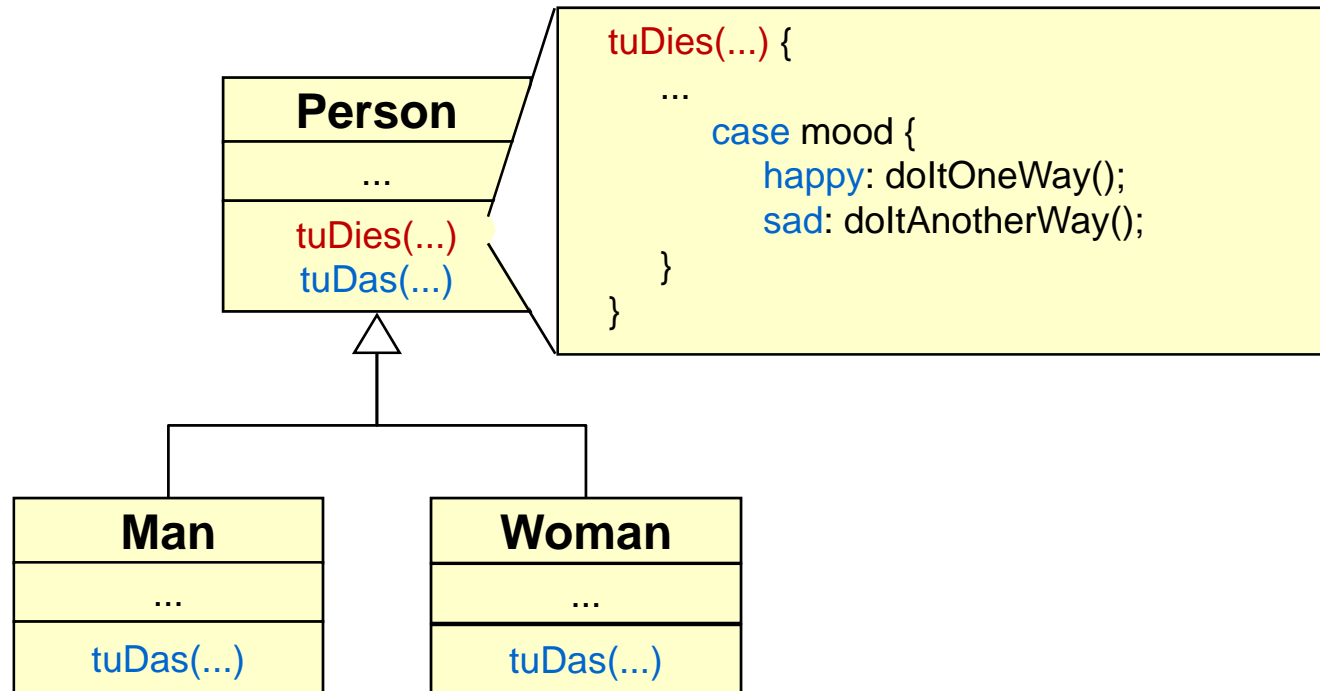 Person
...
tuDies(...)
tuDas(...)
tuDies(...) {
...
case mood {
happy: doItOneWay();
sad: doItAnotherWay();
}
}
Man
...
tuDas(...)
Woman
...
tuDas(...)